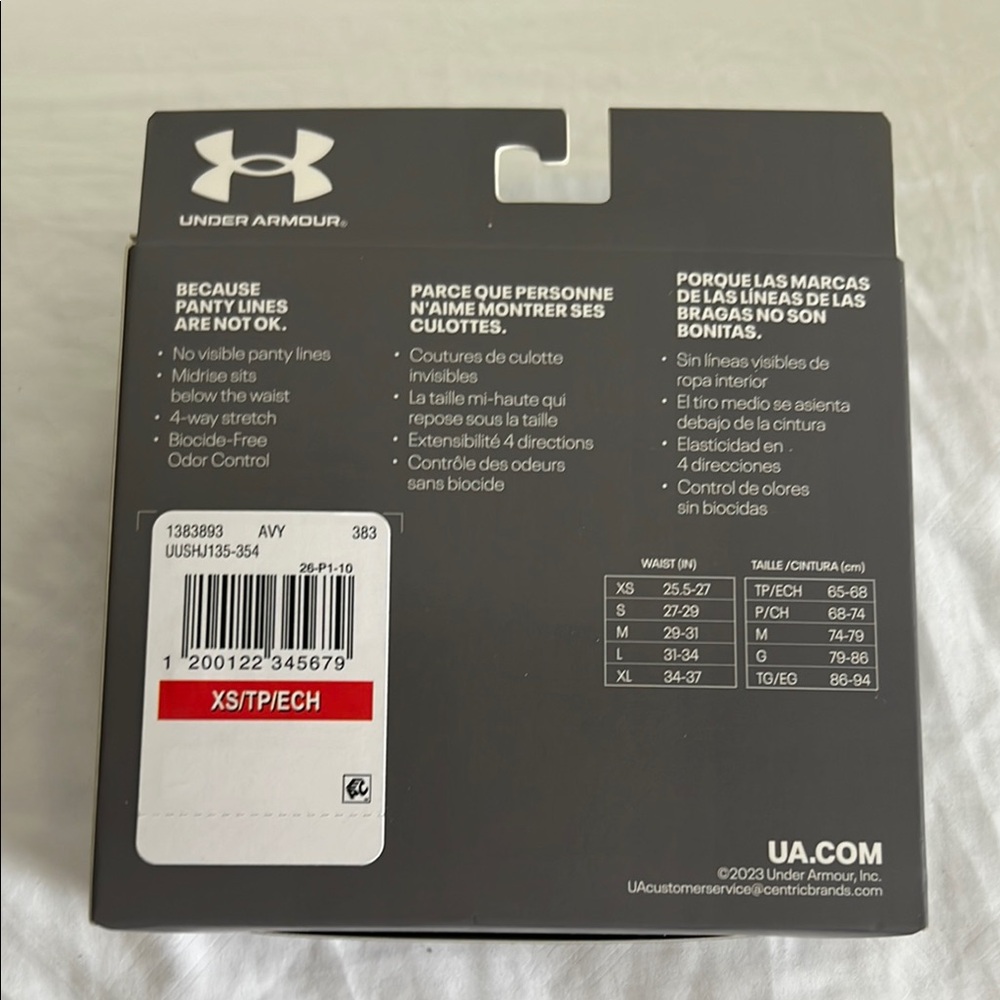 UNDER ARMOUR®
BECAUSE
PANTY LINES
ARE NOT OK.
• No visible panty lines
• Midrise sits
below the waist
• 4-way stretch
• Biocide-Free
Odor Control
PARCE QUE PERSONNE
N'AIME MONTRER SES
CULOTTES.
• Coutures de culotte
invisibles
• La taille mi-haute qui
repose sous la taille
• Extensibilité 4 directions
• Contrôle des odeurs
sans biocide
PORQUE LAS MARCAS
DE LAS LÍNEAS DE LAS
BRAGAS NO SON
BONITAS.
• Sin líneas visibles de
ropa interior
• El tiro medio se asienta
debajo de la cintura
• Elasticidad en
4 direcciones
• Control de olores
sin biocidas
1383893 AVY 383
UUSHJ135-354
26-P1-10
1 200122 345679
XS/TP/ECH
WAIST (IN)
XS 25.5-27
S 27-29
M 29-31
L 31-34
XL 34-37
TAILLE /CINTURA (cm)
TP/ECH 65-68
P/CH 68-74
M 74-79
G 79-86
TG/EG 86-94
UA.COM
©2023 Under Armour, Inc.
UAcustomerservice@centricbrands.com